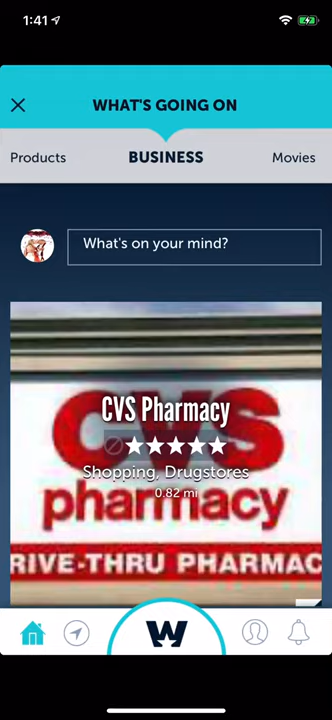 1:41
WHAT'S GOING ON
Products
BUSINESS
Movies
What's on your mind?
CVS
CVS Pharmacy
Shopping, Drugstores
0.82 mi
pharmacy
RIVE-THRU PHARMAC
W